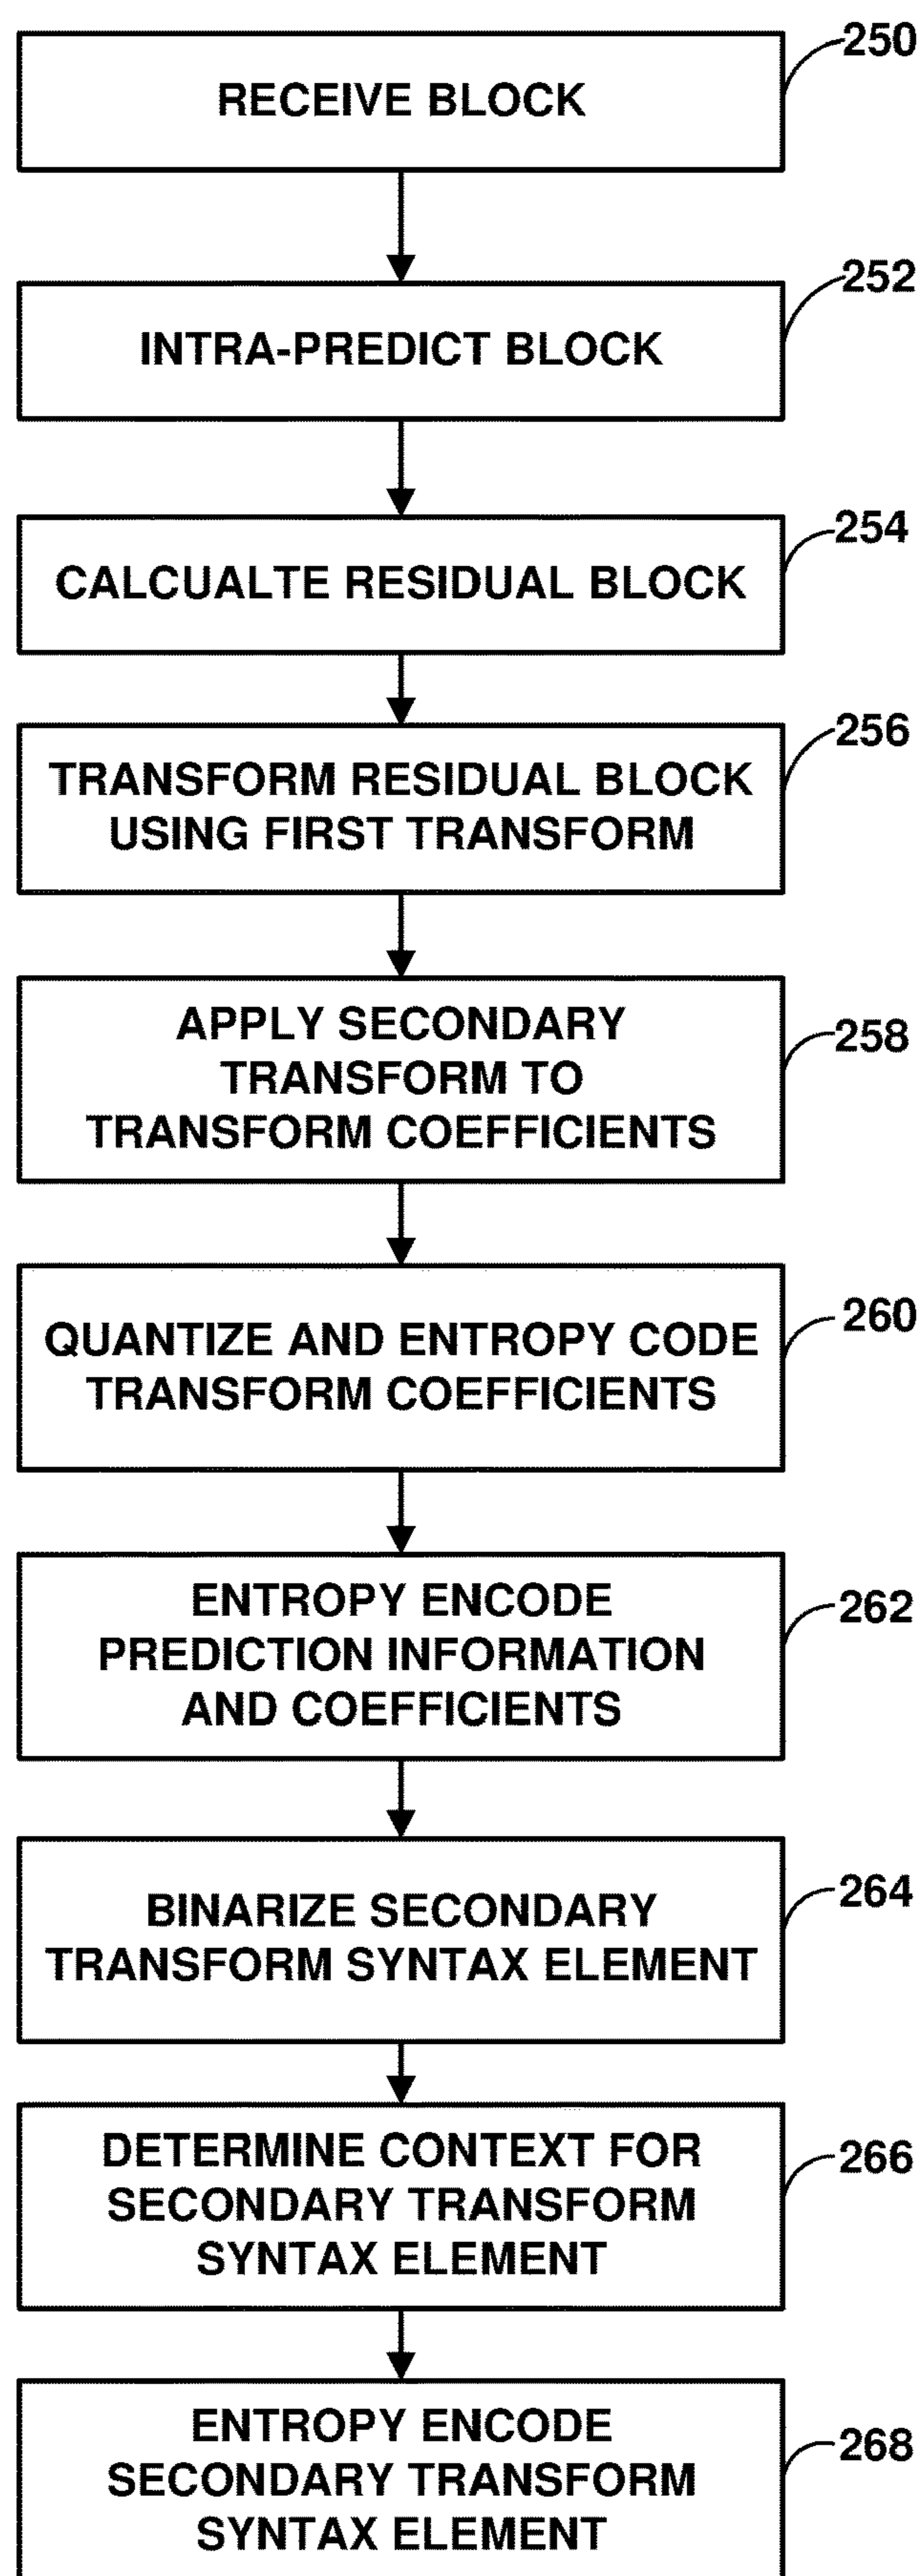 250
RECEIVE BLOCK
252
INTRA-PREDICT BLOCK
254
CALCUALTE RESIDUAL BLOCK
256
TRANSFORM RESIDUAL BLOCK
USING FIRST TRANSFORM
258
APPLY SECONDARY
TRANSFORM TO
TRANSFORM COEFFICIENTS
260
QUANTIZE AND ENTROPY CODE
TRANSFORM COEFFICIENTS
262
ENTROPY ENCODE
PREDICTION INFORMATION
AND COEFFICIENTS
264
BINARIZE SECONDARY
TRANSFORM SYNTAX ELEMENT
266
DETERMINE CONTEXT FOR
SECONDARY TRANSFORM
SYNTAX ELEMENT
268
ENTROPY ENCODE
SECONDARY TRANSFORM
SYNTAX ELEMENT